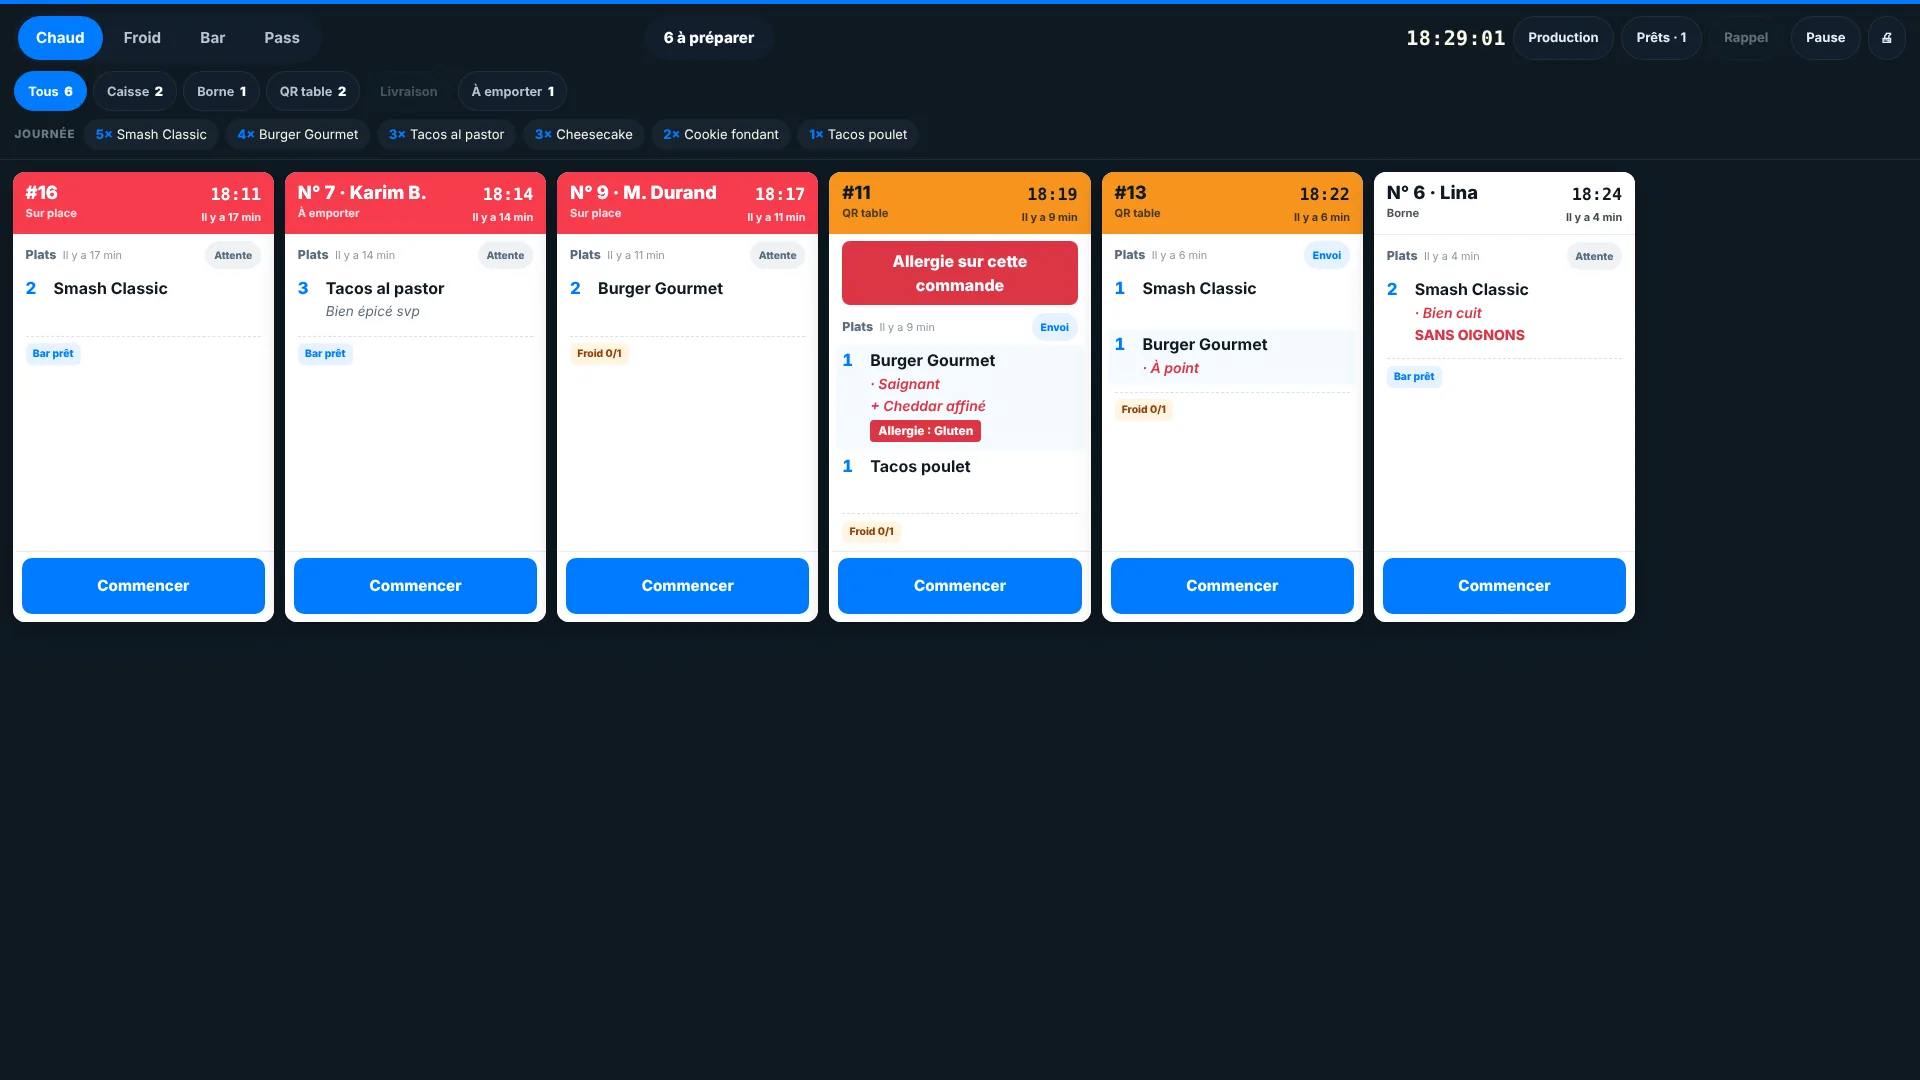 Chaud Froid Bar Pass
6 à préparer
18:29:01 Production Prêts · 1 Rappel Pause
Tous 6 Caisse 2 Borne 1 QR table 2 Livraison À emporter 1
JOURNÉE 5× Smash Classic 4× Burger Gourmet 3× Tacos al pastor 3× Cheesecake 2× Cookie fondant 1× Tacos poulet
#16 18:11
Sur place Il y a 17 min
Plats Il y a 17 min Attente
2 Smash Classic
Bar prêt
Commencer
N° 7 · Karim B. 18:14
À emporter Il y a 14 min
Plats Il y a 14 min Attente
3 Tacos al pastor
Bien épicé svp
Bar prêt
Commencer
N° 9 · M. Durand 18:17
Sur place Il y a 11 min
Plats Il y a 11 min Attente
2 Burger Gourmet
Froid 0/1
Commencer
#11 18:19
QR table Il y a 9 min
Allergie sur cette
commande
Plats Il y a 9 min Envoi
1 Burger Gourmet
· Saignant
+ Cheddar affiné
Allergie : Gluten
1 Tacos poulet
Froid 0/1
Commencer
#13 18:22
QR table Il y a 6 min
Plats Il y a 6 min Envoi
1 Smash Classic
1 Burger Gourmet
· À point
Froid 0/1
Commencer
N° 6 · Lina 18:24
Borne Il y a 4 min
Plats Il y a 4 min Attente
2 Smash Classic
· Bien cuit
SANS OIGNONS
Bar prêt
Commencer